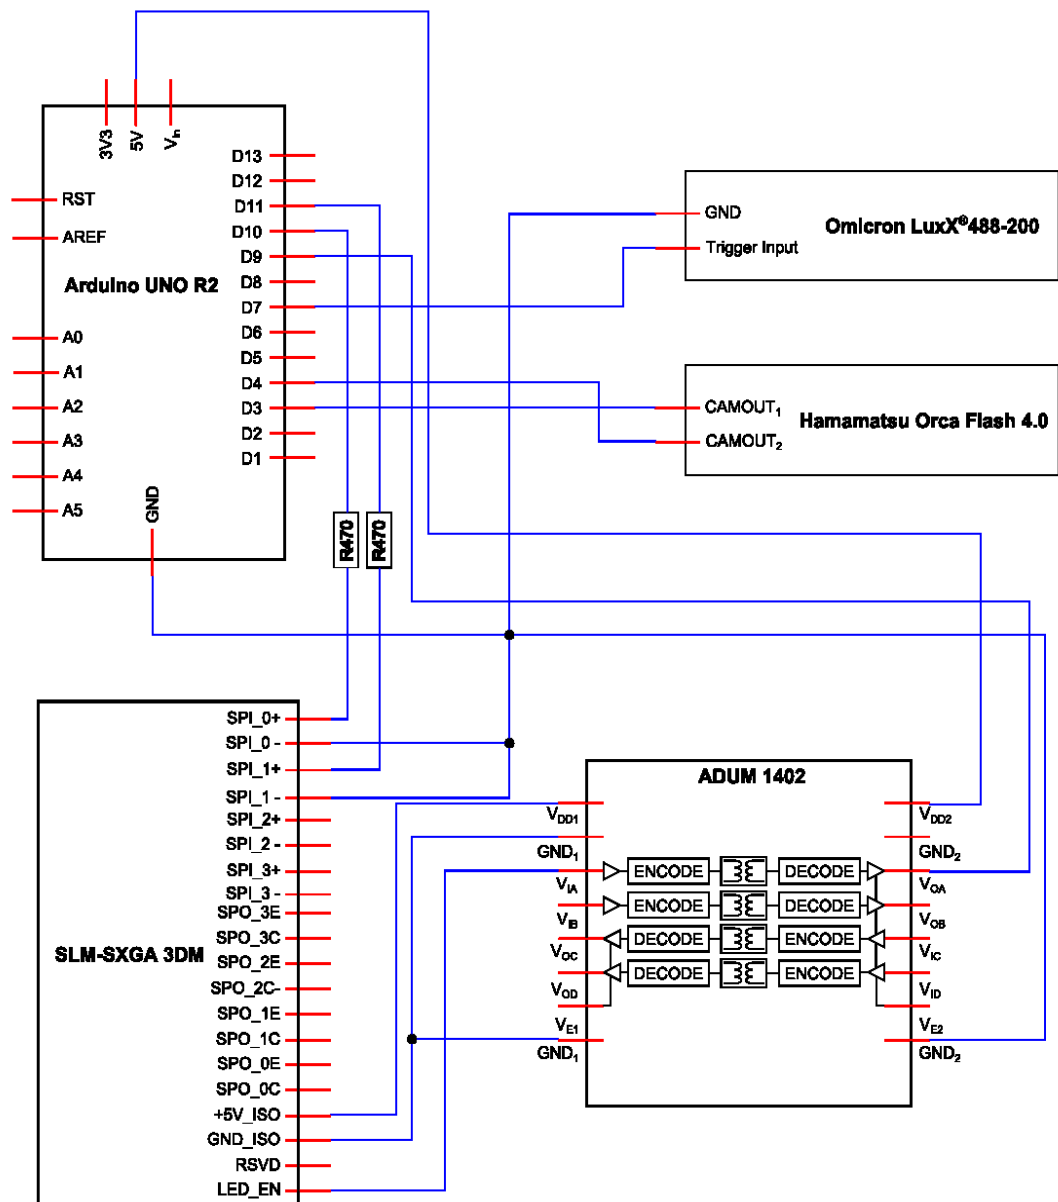 3V3
5V
Vin
RST
AREF
Arduino UNO R2
A0
A1
A2
A3
A4
A5
GND
D13
D12
D11
D10
D9
D8
D7
D6
D5
D4
D3
D2
D1
GND
Trigger Input
Omicron LuxX®488-200
CAMOUT1
CAMOUT2
Hamamatsu Orca Flash 4.0
R470
R470
SLM-SXGA 3DM
SPI_0+
SPI_0 -
SPI_1+
SPI_1 -
SPI_2+
SPI_2 -
SPI_3+
SPI_3 -
SPO_3E
SPO_3C
SPO_2E
SPO_2C-
SPO_1E
SPO_1C
SPO_0E
SPO_0C
+5V_ISO
GND_ISO
RSVD
LED_EN
ADUM 1402
VDD1
GND1
VIA
VIB
VOC
VOD
VE1
GND1
ENCODE
DECODE
ENCODE
DECODE
DECODE
ENCODE
DECODE
ENCODE
VDD2
GND2
VOA
VOB
VIC
VID
VE2
GND2